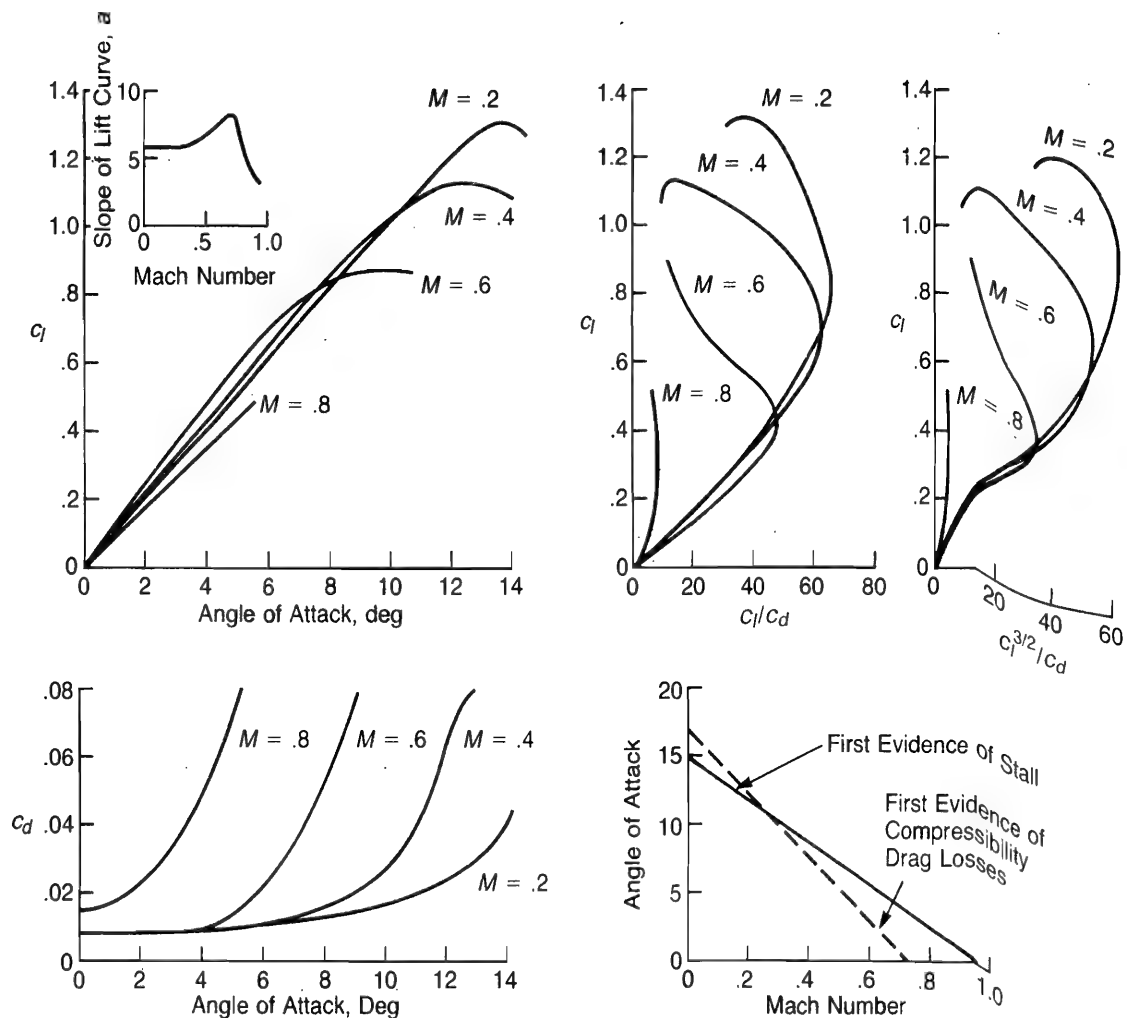 Slope of Lift Curve, a
10
5
0
0 .5 1.0
Mach Number
1.4
1.2
1.0
.8
.6
.4
.2
0
c_l
M = .2
M = .4
M = .6
M = .8
0 2 4 6 8 10 12 14
Angle of Attack, deg
1.4
1.2
1.0
.8
.6
.4
.2
0
c_l
M = .2
M = .4
M = .6
M = .8
0 20 40 60 80
c_l/c_d
1.4
1.2
1.0
.8
.6
.4
.2
0
c_l
M = .2
M = .4
M = .6
M = .8
0 20 40 60
c_l^3/2/c_d
.08
.06
.04
.02
0
c_d
M = .8
M = .6
M = .4
M = .2
0 2 4 6 8 10 12 14
Angle of Attack, Deg
20
15
10
5
0
Angle of Attack
First Evidence of
Stall
First Evidence of
Compressibility
Drag Losses
0 .2 .4 .6 .8 1.0
Mach Number